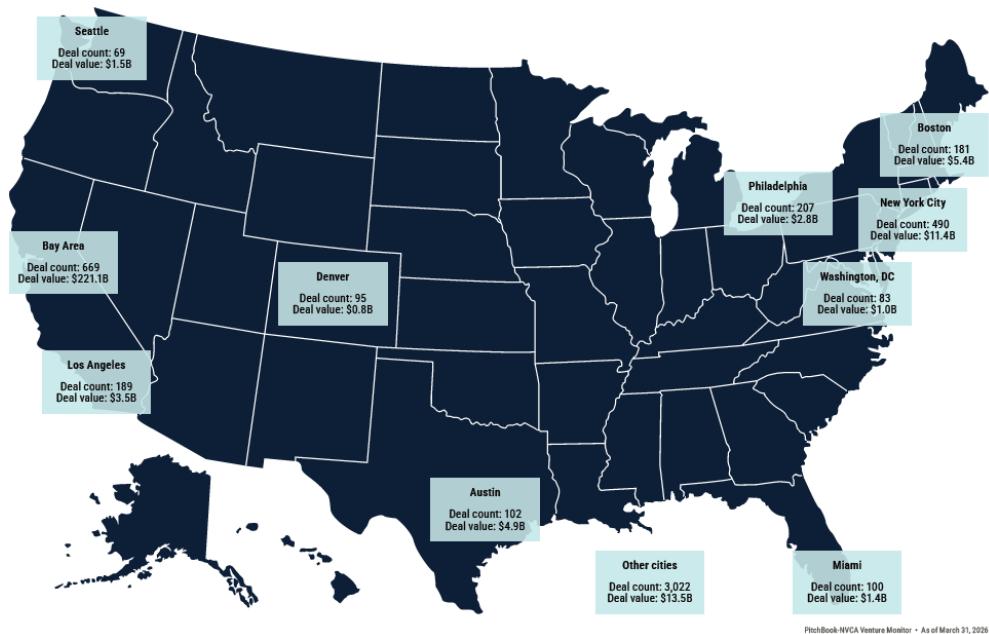 Seattle
Deal count: 69
Deal value: $1.5B
Boston
Deal count: 181
Deal value: $5.4B
Philadelphia
Deal count: 207
Deal value: $2.8B
New York City
Deal count: 490
Deal value: $11.4B
Bay Area
Deal count: 669
Deal value: $221.1B
Denver
Deal count: 95
Deal value: $0.8B
Washington, DC
Deal count: 83
Deal value: $1.0B
Los Angeles
Deal count: 189
Deal value: $3.5B
Austin
Deal count: 102
Deal value: $4.9B
Other cities
Deal count: 3,022
Deal value: $13.5B
Miami
Deal count: 100
Deal value: $1.4B
PitchBook-NVCA Venture Monitor • As of March 31, 2026